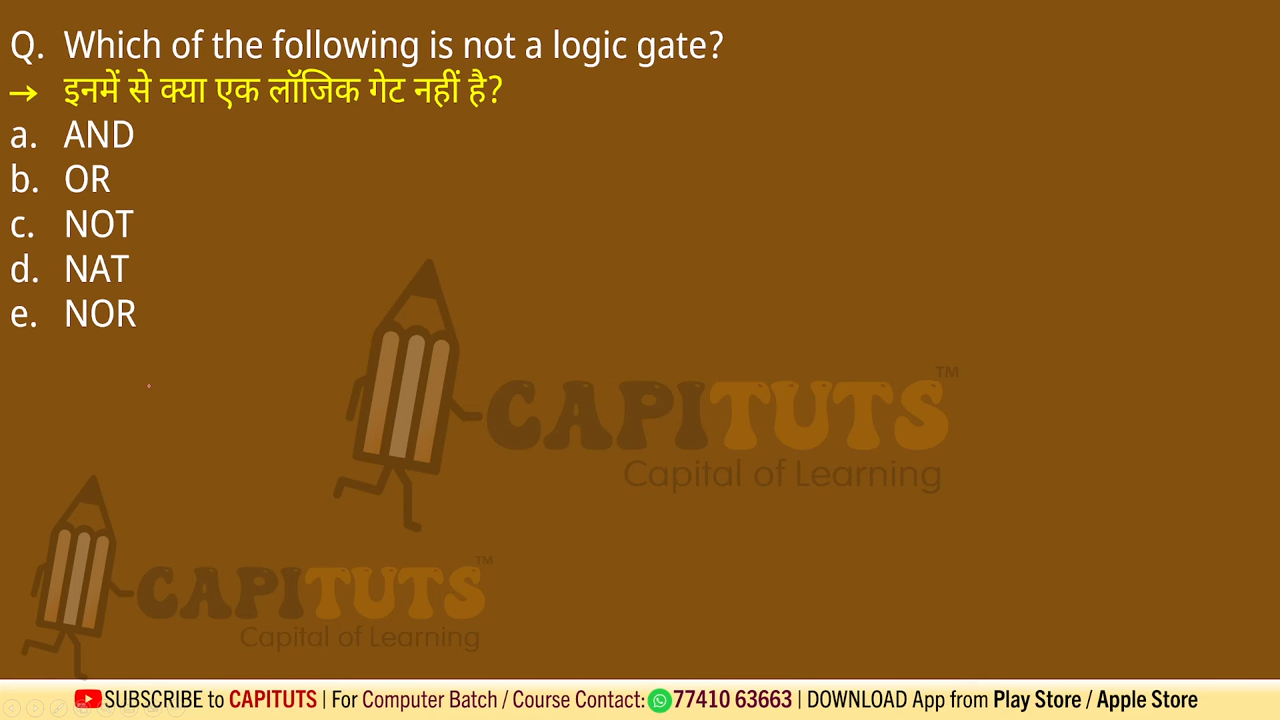 Q. Which of the following is not a logic gate?
→ इनमें से क्या एक लॉजिक गेट नहीं है?
a. AND
b. OR
c. NOT
d. NAT
e. NOR
CAPITUTS™
Capital of Learning
CAPITUTS™
Capital of Learning
SUBSCRIBE to CAPITUTS | For Computer Batch / Course Contact: 77410 63663 | DOWNLOAD App from Play Store / Apple Store